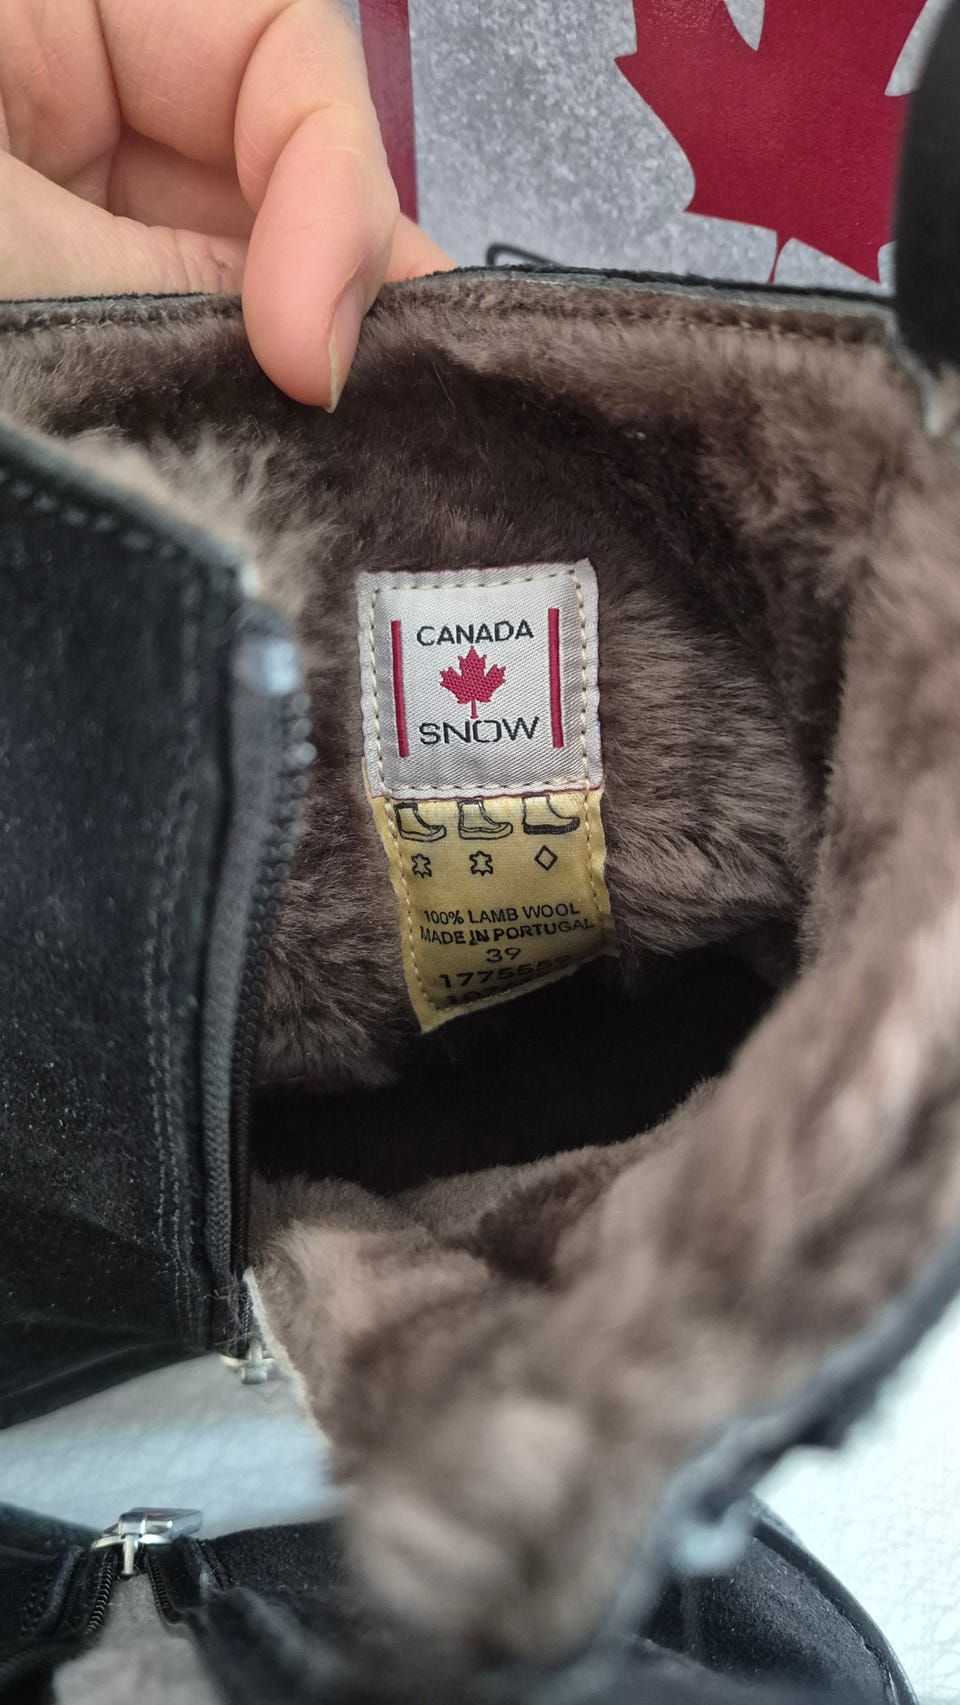 CANADA
SNOW
100% LAMB WOOL
MADE IN PORTUGAL
39